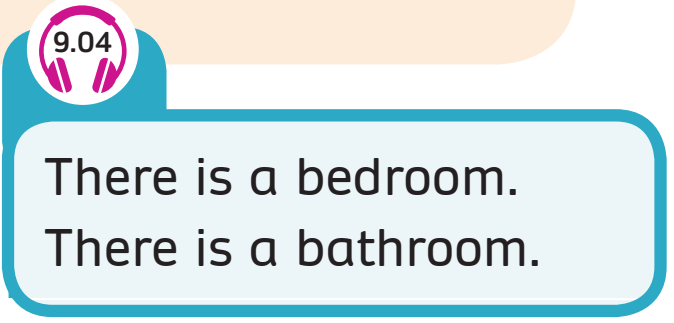 9.04
There is a bedroom.
There is a bathroom.